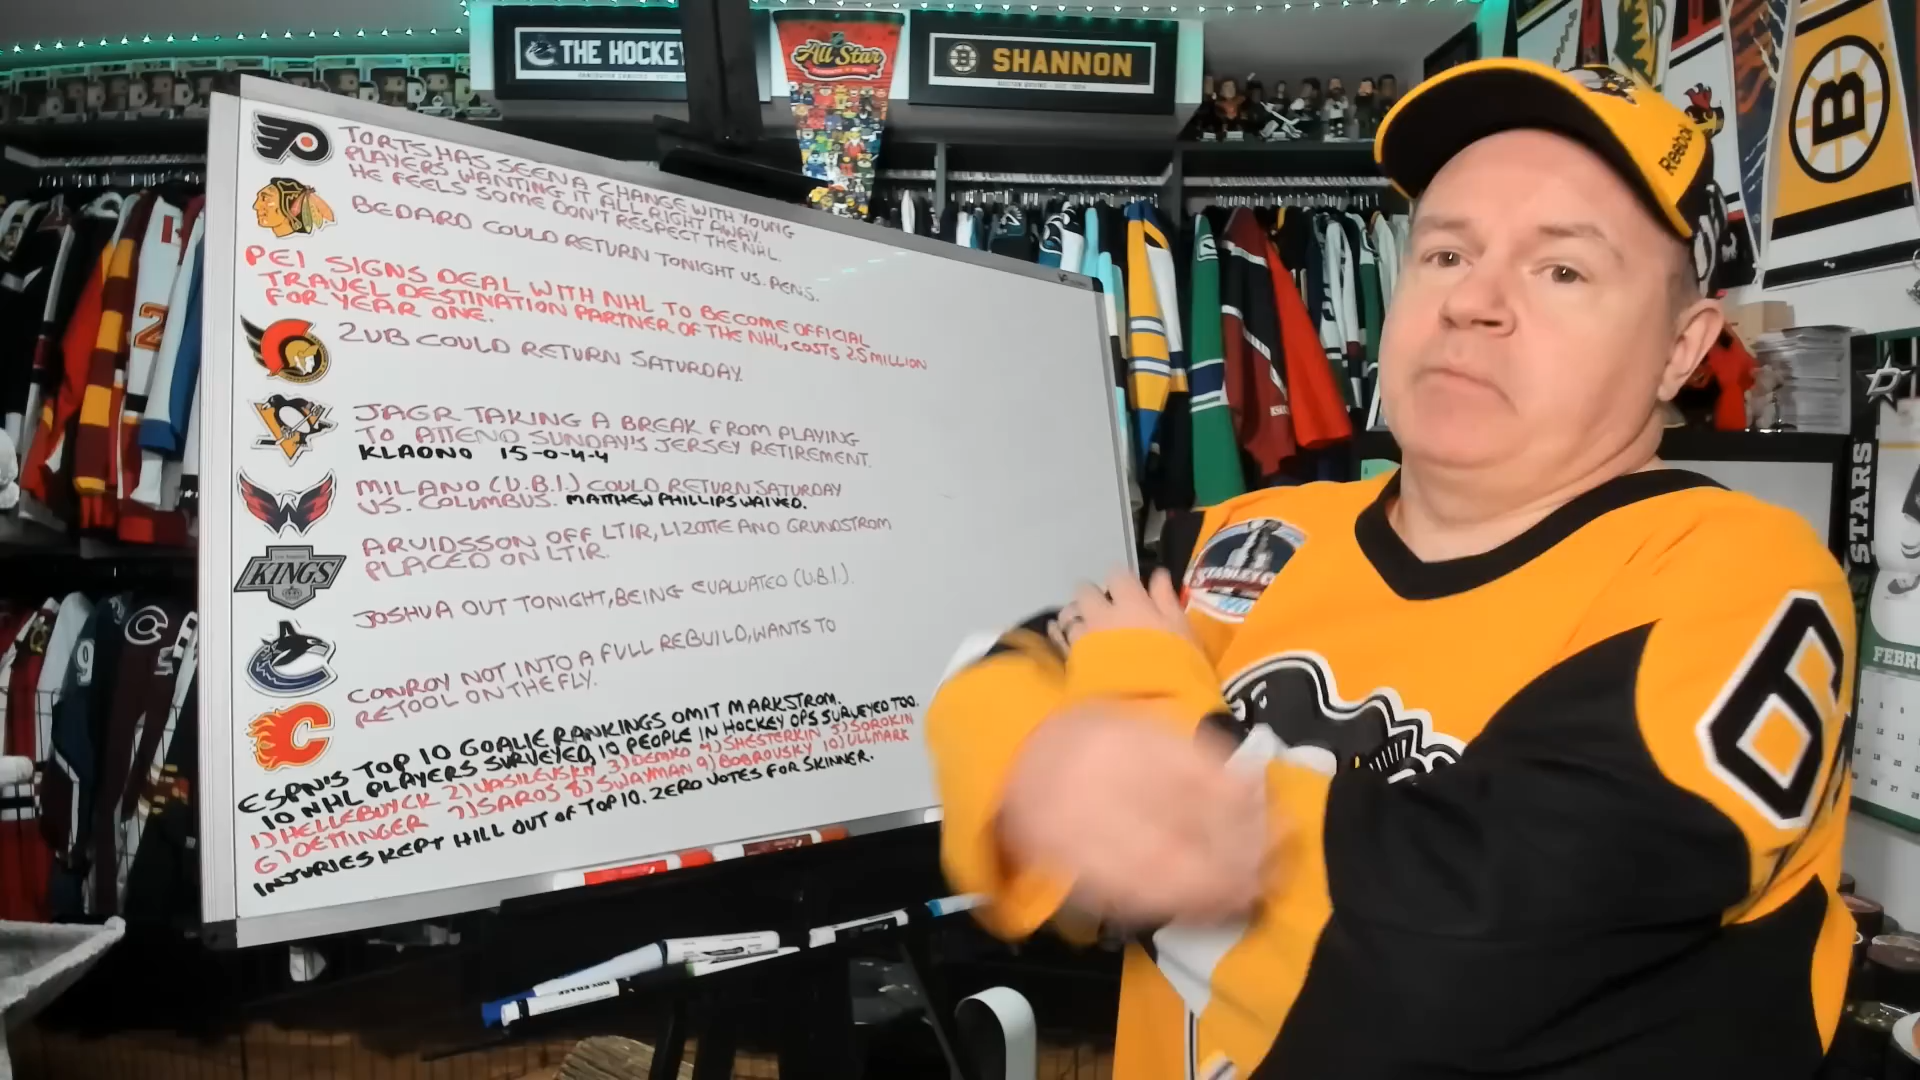 THE HOCKEY
All Star
SHANNON
Reebok
B
TORTS HAS SEEN A CHANGE WITH YOUNG
PLAYERS WANTING IT ALL RIGHT AWAY.
HE FEELS SOME DON'T RESPECT THE NHL.
BEDARD COULD RETURN TONIGHT VS. PENS.
PEI SIGNS DEAL WITH NHL TO BECOME OFFICIAL
TRAVEL DESTINATION PARTNER OF THE NHL, COSTS 2.5 MILLION
FOR YEAR ONE.
ZUB COULD RETURN SATURDAY.
JAGR TAKING A BREAK FROM PLAYING
TO ATTEND SUNDAY'S JERSEY RETIREMENT.
KLAONO 15-0-4-4
MILANO (U.B.I.) COULD RETURN SATURDAY
VS. COLUMBUS. MATTHEW PHILLIPS WAIVED.
ARVIDSSON OFF LTIR, LIZOTTE AND GRUNDSTROM
PLACED ON LTIR.
KINGS
JOSHUA OUT TONIGHT, BEING EVALUATED (U.B.I.).
CONROY NOT INTO A FULL REBUILD, WANTS TO
RETOOL ON THE FLY.
ESPN'S TOP 10 GOALIE RANKINGS OMIT MARKSTROM.
10 NHL PLAYERS SURVEYED, 10 PEOPLE IN HOCKEY OPS SURVEYED TOO.
1) HELLEBUYCK 2) VASILEVSKIY 3) DEMKO 4) SHESTERKIN 5) SOROKIN
6) OETTINGER 7) SAROS 8) SWAYMAN 9) BOBROVSKY 10) ULLMARK
INJURIES KEPT HILL OUT OF TOP 10. ZERO VOTES FOR SKINNER.
STANLEY CUP
6
STARS
FEBRU